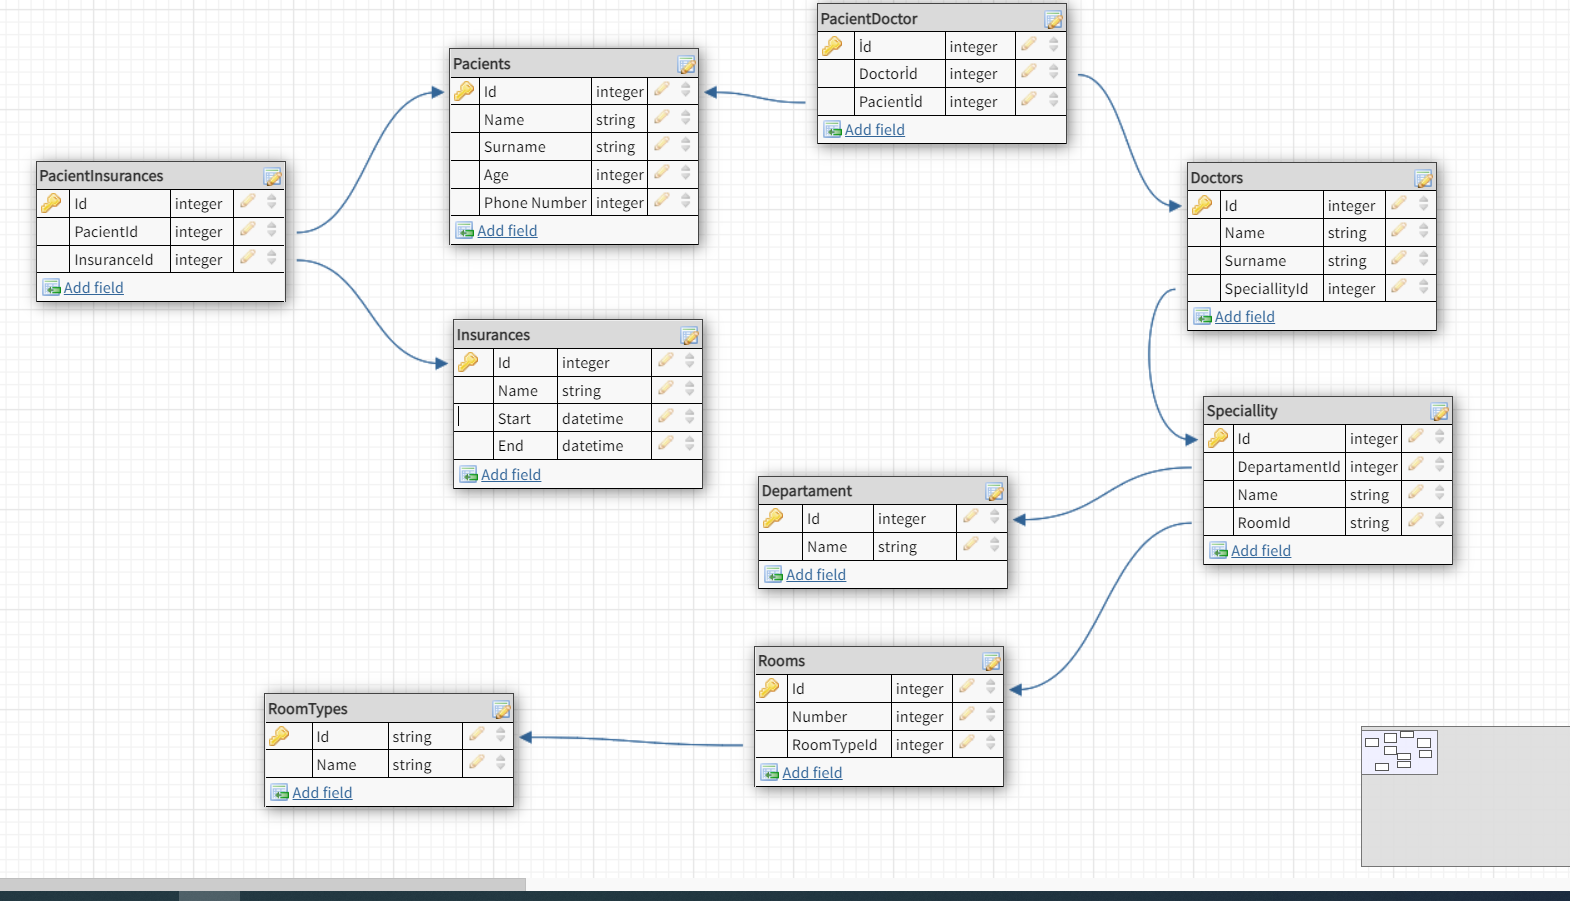 PacientDoctor
İd integer
Doctorİd integer
Pacientİd integer
Add field
Pacients
Id integer
Name string
Surname string
Age integer
Phone Number integer
Add field
PacientInsurances
Id integer
PacientId integer
InsuranceId integer
Add field
Doctors
Id integer
Name string
Surname string
SpeciallityId integer
Add field
Insurances
Id integer
Name string
Start datetime
End datetime
Add field
Speciallity
Id integer
DepartamentId integer
Name string
RoomId string
Add field
Departament
Id integer
Name string
Add field
Rooms
Id integer
Number integer
RoomTypeId integer
Add field
RoomTypes
Id string
Name string
Add field